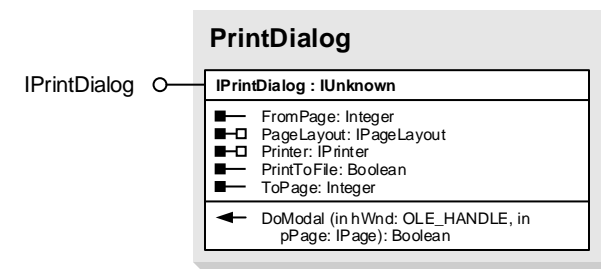 PrintDialog
IPrintDialog
IPrintDialog : IUnknown
FromPage: Integer
PageLayout: IPageLayout
Printer: IPrinter
PrintToFile: Boolean
ToPage: Integer
DoModal (in hWnd: OLE_HANDLE, in
pPage: IPage): Boolean